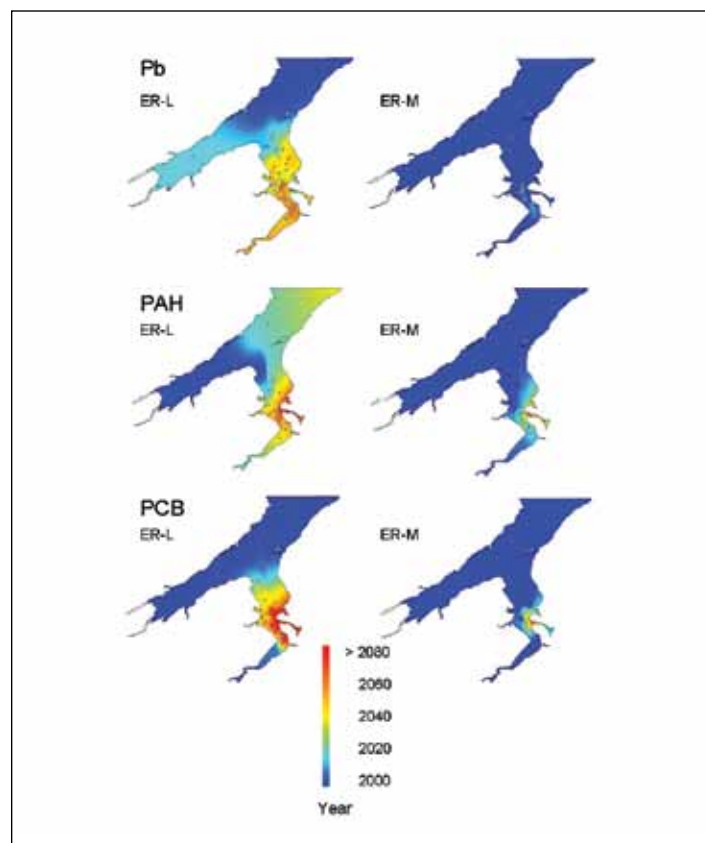 Pb
ER-L
ER-M
PAH
ER-L
ER-M
PCB
ER-L
ER-M
> 2080
2060
2040
2020
2000
Year